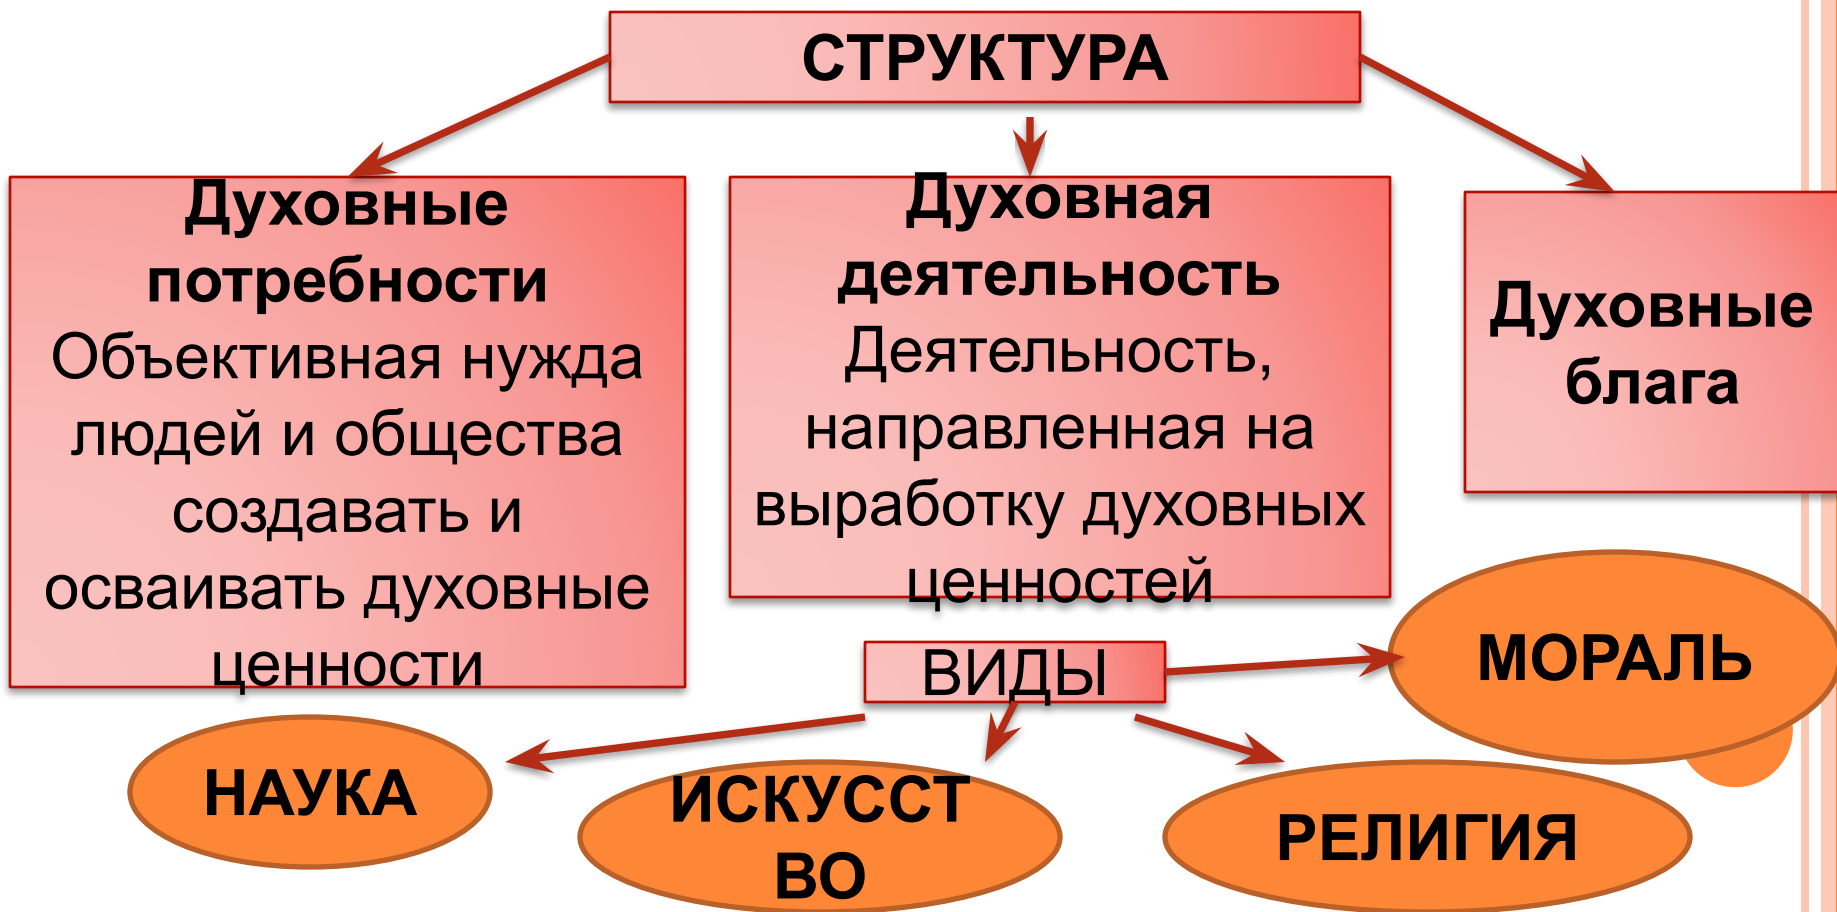 СТРУКТУРА
Духовные
потребности
Объективная нужда
людей и общества
создавать и
осваивать духовные
ценности
Духовная
деятельность
Деятельность,
направленная на
выработку духовных
ценностей
Духовные
блага
ВИДЫ
МОРАЛЬ
НАУКА
ИСКУССТ
ВО
РЕЛИГИЯ